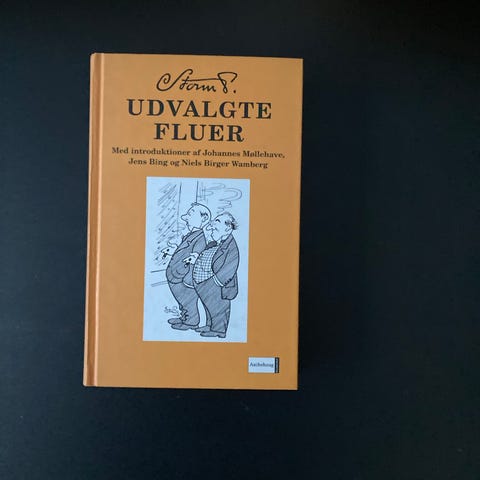 Storm P.
UDVALGTE
FLUER
Med introduktioner af Johannes Møllehave,
Jens Bing og Niels Birger Wamberg
Aschehoug